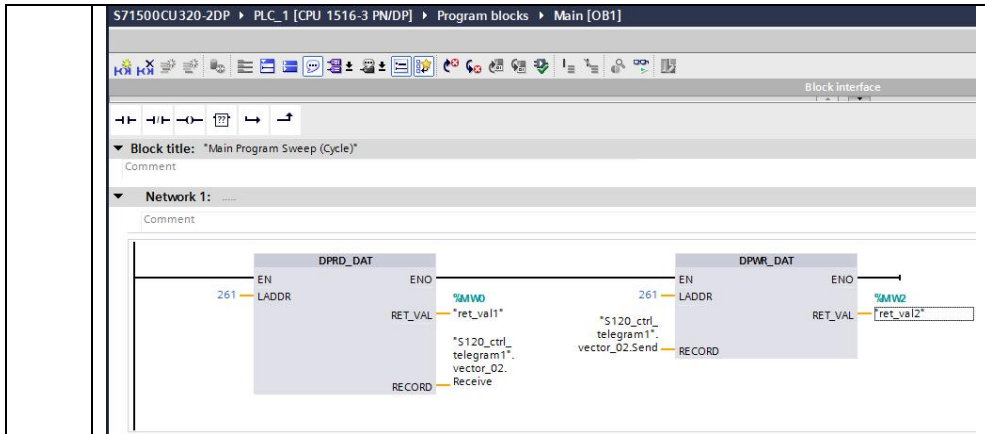 S71500CU320-2DP ▸ PLC_1 [CPU 1516-3 PN/DP] ▸ Program blocks ▸ Main [OB1]
Block interface
Block title: "Main Program Sweep (Cycle)"
Comment
Network 1: .....
Comment
DPRD_DAT
EN
ENO
261
LADDR
%MW0
RET_VAL
"ret_val1"
"S120_ctrl_
telegram1".
vector_02.
RECORD
Receive
DPWR_DAT
EN
ENO
261
LADDR
%MW2
RET_VAL
"ret_val2"
"S120_ctrl_
telegram1".
vector_02.Send
RECORD